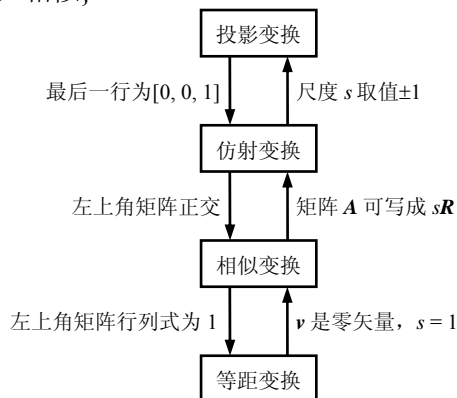 投影变换
最后一行为[0, 0, 1] 尺度 s 取值±1
仿射变换
左上角矩阵正交 矩阵 A 可写成 sR
相似变换
左上角矩阵行列式为 1 v 是零矢量，s = 1
等距变换